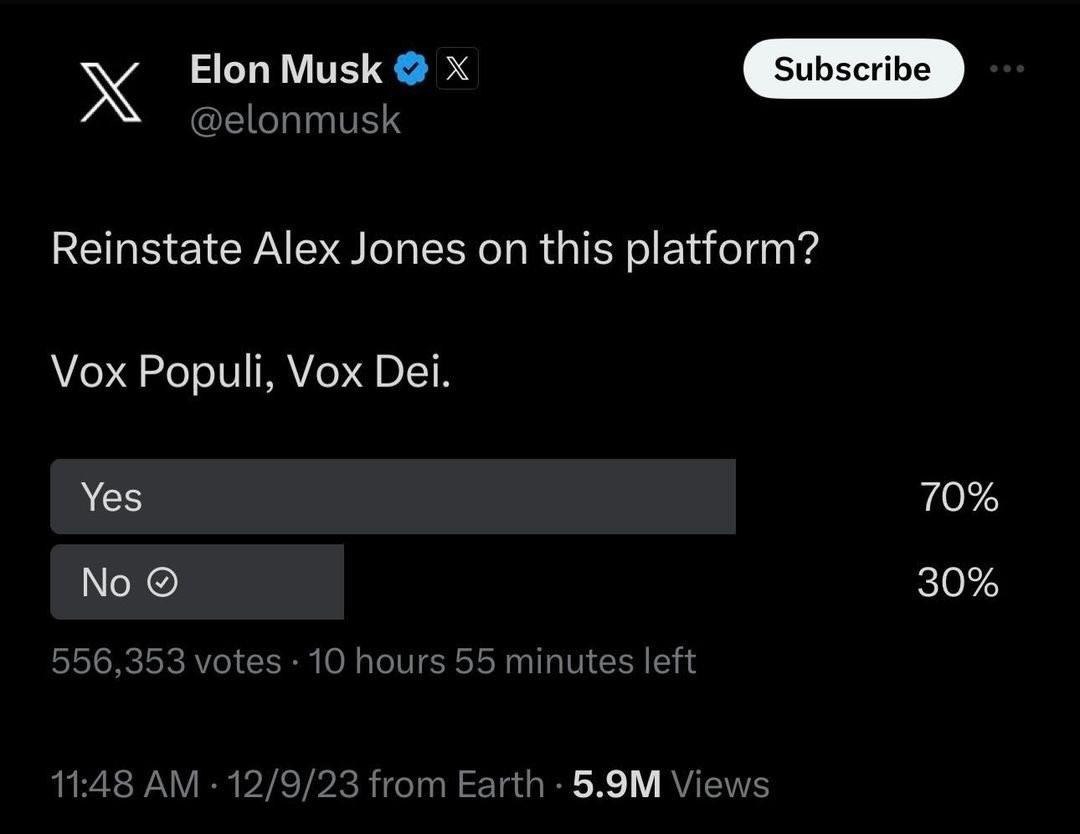 Elon Musk
Subscribe
@elonmusk
Reinstate Alex Jones on this platform?
Vox Populi, Vox Dei.
Yes 70%
No 30%
556,353 votes · 10 hours 55 minutes left
11:48 AM · 12/9/23 from Earth · 5.9M Views